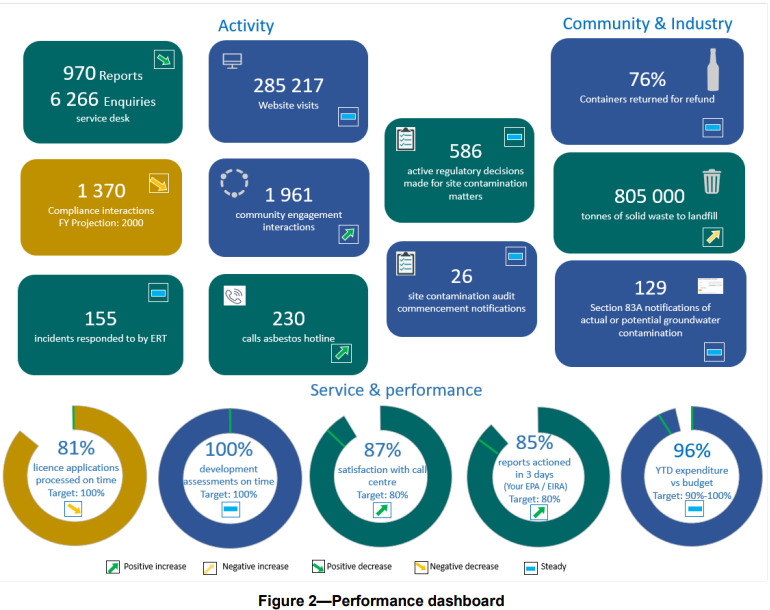 Activity
Community & Industry
970 Reports
6 266 Enquiries
service desk
285 217
Website visits
76%
Containers returned for refund
1 370
Compliance interactions
FY Projection: 2000
1 961
community engagement
interactions
586
active regulatory decisions
made for site contamination
matters
805 000
tonnes of solid waste to landfill
155
incidents responded to by ERT
230
calls asbestos hotline
26
site contamination audit
commencement notifications
129
Section 83A notifications of
actual or potential groundwater
contamination
Service & performance
81%
licence applications
processed on time
Target: 100%
100%
development
assessments on time
Target: 100%
87%
satisfaction with call
centre
Target: 80%
85%
reports actioned
in 3 days
(Your EPA / EIRA)
Target: 80%
96%
YTD expenditure
vs budget
Target: 90%-100%
Positive increase
Negative increase
Positive decrease
Negative decrease
Steady
Figure 2—Performance dashboard